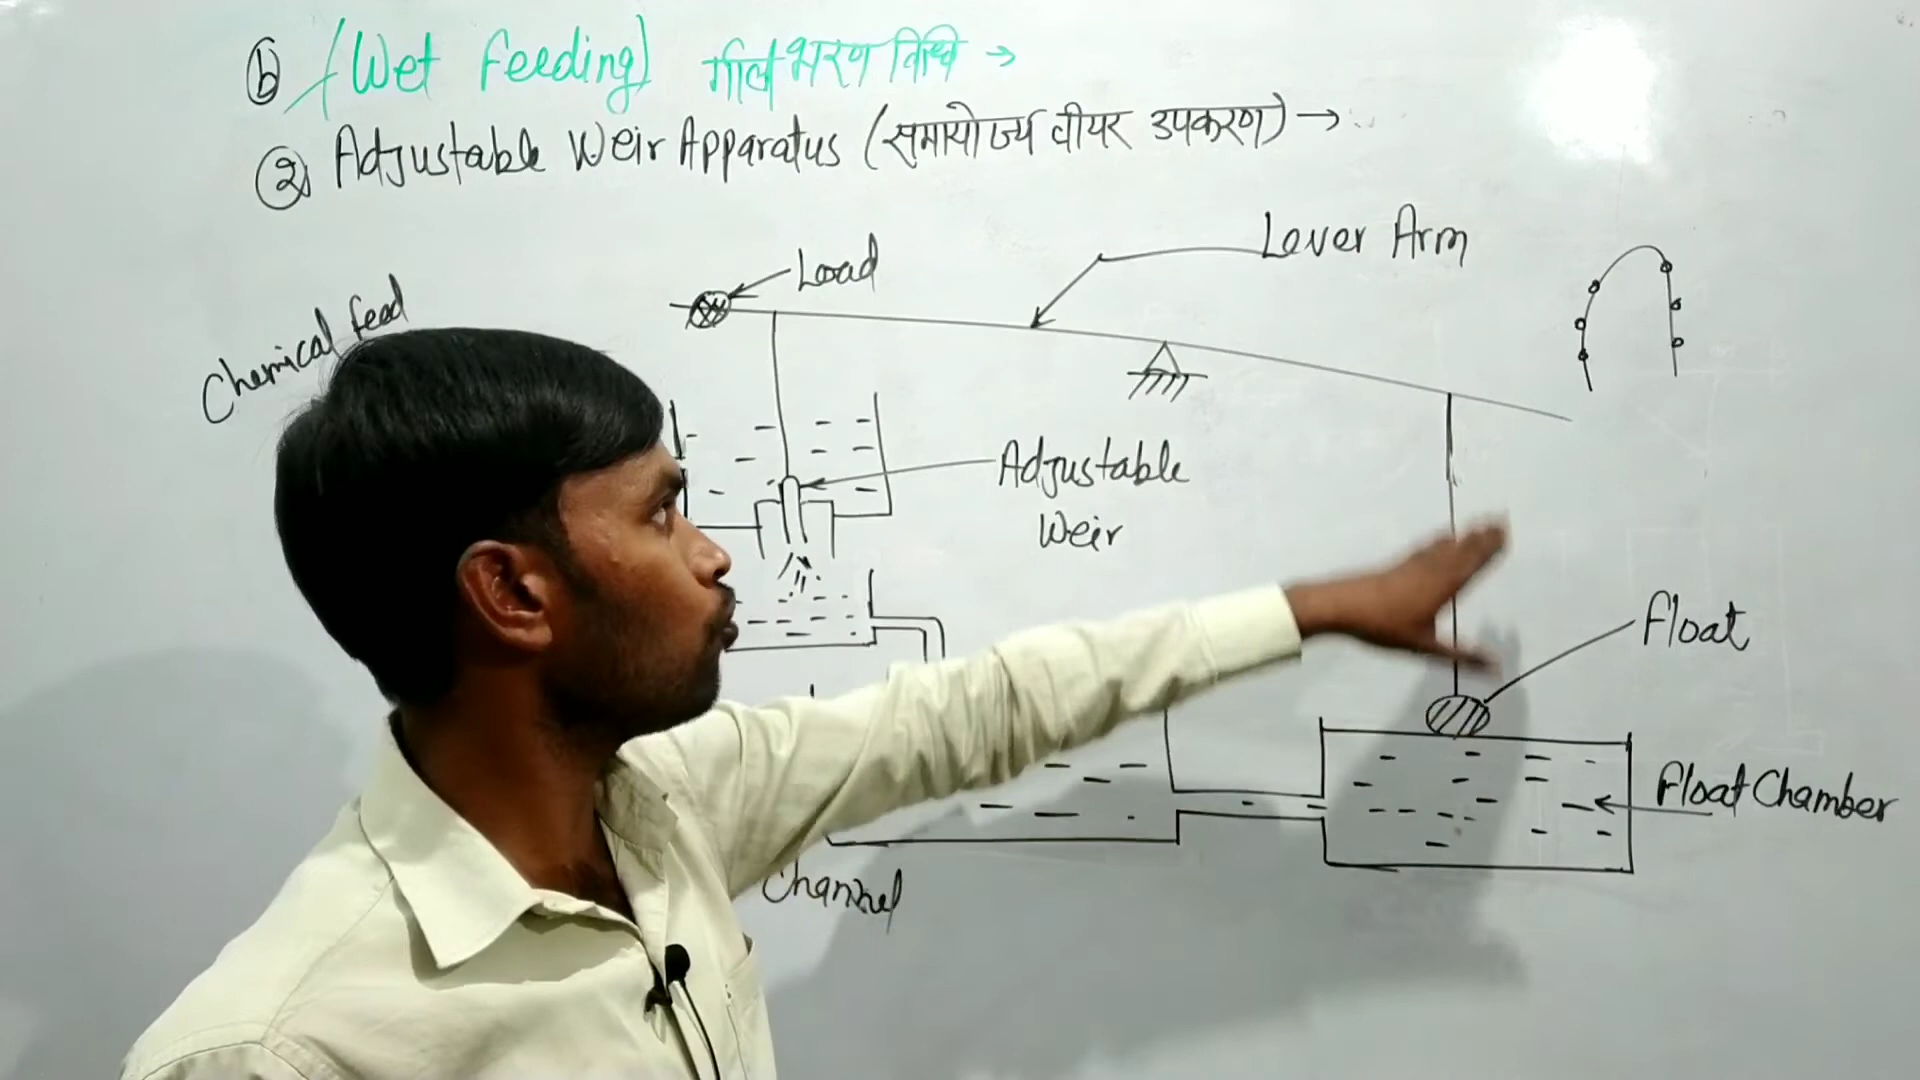 b (Wet Feeding) गीली भरण विधि →
2 Adjustable Weir Apparatus (समायोज्य वीयर उपकरण) →
Load
Lever Arm
Chemical feed
Adjustable
Weir
Float
Float Chamber
Channel